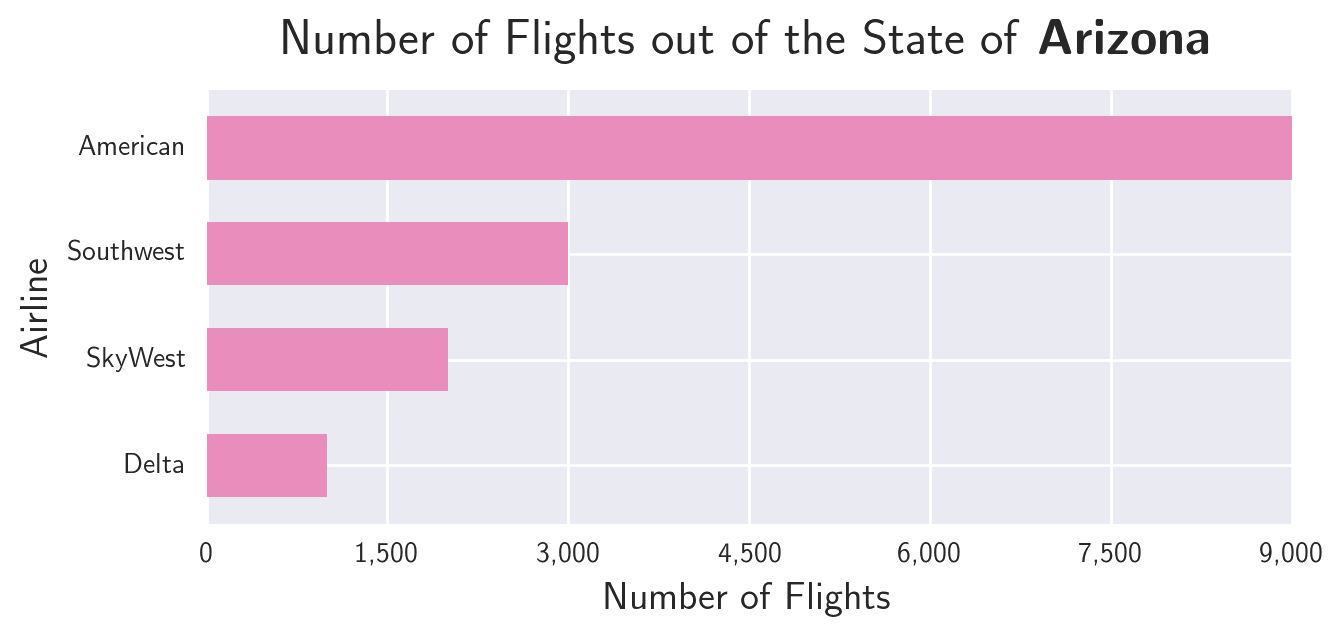 Number of Flights out of the State of Arizona
American
Southwest
SkyWest
Delta
Airline
0 1,500 3,000 4,500 6,000 7,500 9,000
Number of Flights